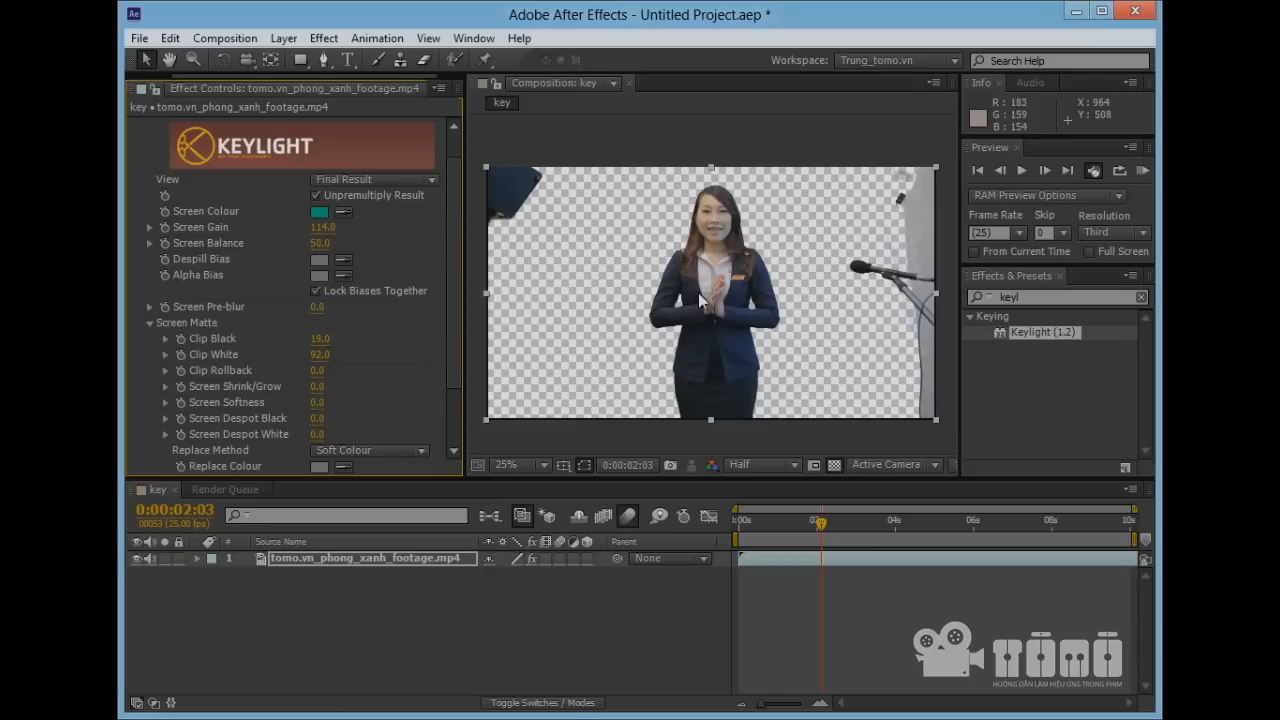 Ae
Adobe After Effects - Untitled Project.aep *
File Edit Composition Layer Effect Animation View Window Help
Workspace: Trung_tomo.vn Search Help
Effect Controls: tomo.vn_phong_xanh_footage.mp4
key • tomo.vn_phong_xanh_footage.mp4
KEYLIGHT
View Final Result
Unpremultiply Result
Screen Colour
Screen Gain 114.0
Screen Balance 50.0
Despill Bias
Alpha Bias
Lock Biases Together
Screen Pre-blur 0.0
Screen Matte
Clip Black 19.0
Clip White 92.0
Clip Rollback 0.0
Screen Shrink/Grow 0.0
Screen Softness 0.0
Screen Despot Black 0.0
Screen Despot White 0.0
Replace Method Soft Colour
Replace Colour
Composition: key
key
25% 0:00:02:03 Half Active Camera
Info Audio
R : 183 X : 964
G : 159 Y : 508
B : 154
Preview
RAM Preview Options
Frame Rate Skip Resolution
(25) 0 Third
From Current Time Full Screen
Effects & Presets
keyl
Keying
Keylight (1.2)
key Render Queue
0:00:02:03
00053 (25.00 fps)
# Source Name Parent
1 tomo.vn_phong_xanh_footage.mp4 None
:00s 02s 04s 06s 08s 10s
Toggle Switches / Modes
TOMO
HƯỚNG DẪN LÀM HIỆU ỨNG TRONG PHIM